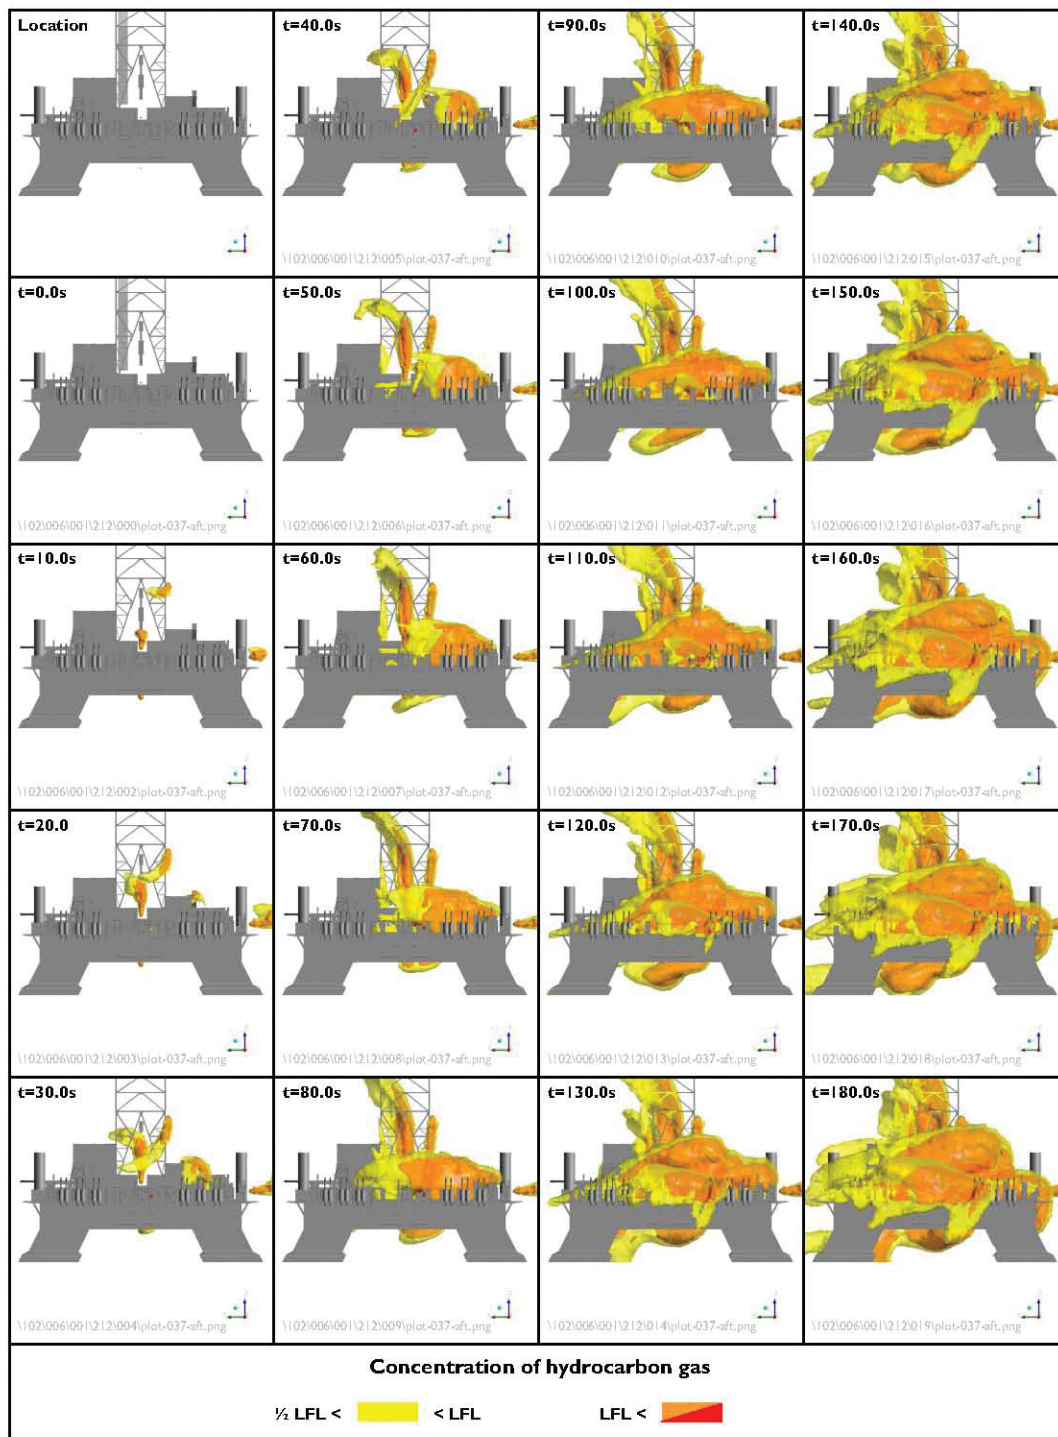 Location
t=0.0s
\102\006\001\212\000\plot-037-aft.png
t=10.0s
\102\006\001\212\002\plot-037-aft.png
t=20.0
\102\006\001\212\003\plot-037-aft.png
t=30.0s
\102\006\001\212\004\plot-037-aft.png
t=40.0s
\102\006\001\212\005\plot-037-aft.png
t=50.0s
\102\006\001\212\006\plot-037-aft.png
t=60.0s
\102\006\001\212\007\plot-037-aft.png
t=70.0s
\102\006\001\212\008\plot-037-aft.png
t=80.0s
\102\006\001\212\009\plot-037-aft.png
t=90.0s
\102\006\001\212\010\plot-037-aft.png
t=100.0s
\102\006\001\212\011\plot-037-aft.png
t=110.0s
\102\006\001\212\012\plot-037-aft.png
t=120.0s
\102\006\001\212\013\plot-037-aft.png
t=130.0s
\102\006\001\212\014\plot-037-aft.png
t=140.0s
\102\006\001\212\015\plot-037-aft.png
t=150.0s
\102\006\001\212\016\plot-037-aft.png
t=160.0s
\102\006\001\212\017\plot-037-aft.png
t=170.0s
\102\006\001\212\018\plot-037-aft.png
t=180.0s
\102\006\001\212\019\plot-037-aft.png
Concentration of hydrocarbon gas
½ LFL < < LFL LFL <